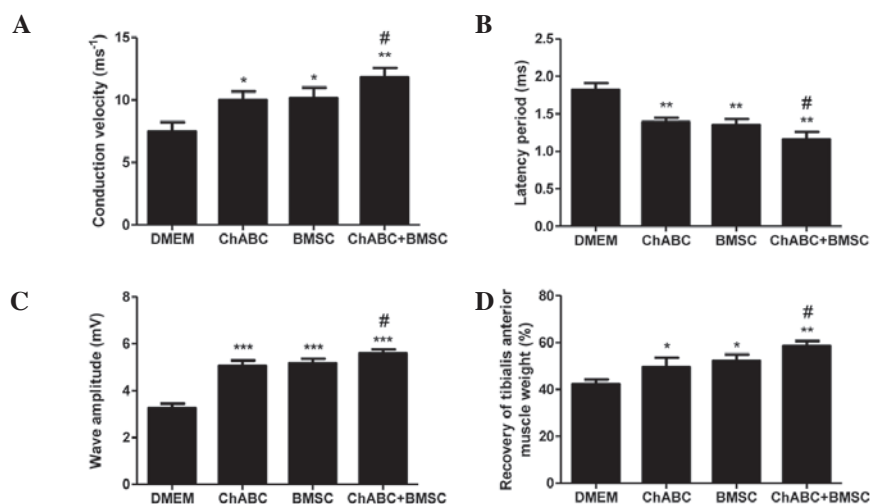 A
Conduction velocity (ms⁻¹)
15
10
5
0
#
*
*
**
DMEM ChABC BMSC ChABC+BMSC
B
Latency period (ms)
2.5
2.0
1.5
1.0
0.5
0.0
#
**
**
**
DMEM ChABC BMSC ChABC+BMSC
C
Wave amplitude (mV)
8
6
4
2
0
#
***
***
***
DMEM ChABC BMSC ChABC+BMSC
D
Recovery of tibialis anterior
muscle weight (%)
80
60
40
20
0
#
*
*
**
DMEM ChABC BMSC ChABC+BMSC